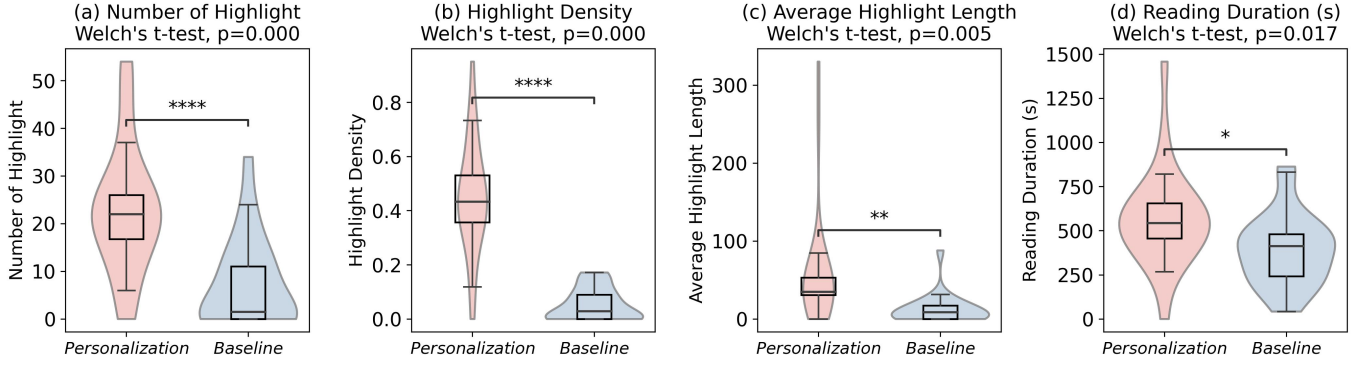 (a) Number of Highlight
Welch's t-test, p=0.000
Number of Highlight
50
40
30
20
10
0
****
Personalization
Baseline
(b) Highlight Density
Welch's t-test, p=0.000
Highlight Density
0.8
0.6
0.4
0.2
0.0
****
Personalization
Baseline
(c) Average Highlight Length
Welch's t-test, p=0.005
Average Highlight Length
300
200
100
0
**
Personalization
Baseline
(d) Reading Duration (s)
Welch's t-test, p=0.017
Reading Duration (s)
1500
1250
1000
750
500
250
0
*
Personalization
Baseline